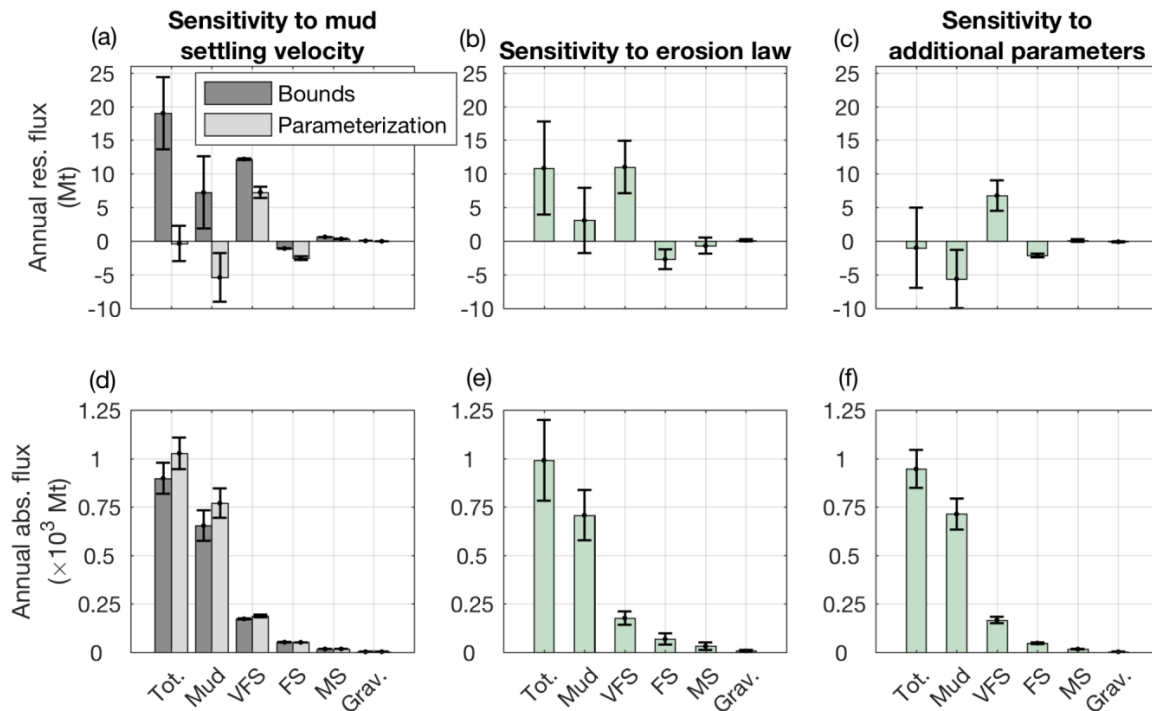 Sensitivity to mud
settling velocity
Sensitivity to erosion law
Sensitivity to
additional parameters
(a)
(b)
(c)
Bounds
Parameterization
Annual res. flux
(Mt)
25
20
15
10
5
0
-5
-10
25
20
15
10
5
0
-5
-10
25
20
15
10
5
0
-5
-10
(d)
(e)
(f)
Annual abs. flux
(×10³ Mt)
1.25
1
0.75
0.5
0.25
0
1.25
1
0.75
0.5
0.25
0
1.25
1
0.75
0.5
0.25
0
Tot. Mud VFS FS MS Grav.
Tot. Mud VFS FS MS Grav.
Tot. Mud VFS FS MS Grav.